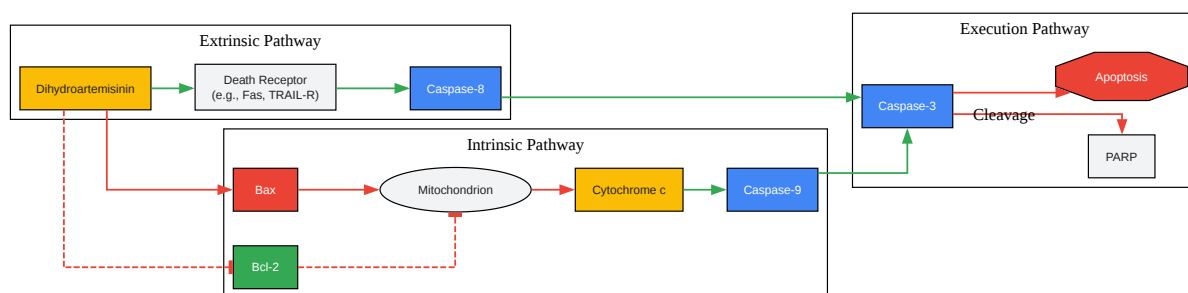 Extrinsic Pathway
Dihydroartemisinin
Death Receptor
(e.g., Fas, TRAIL-R)
Caspase-8
Execution Pathway
Apoptosis
Caspase-3
Cleavage
PARP
Intrinsic Pathway
Bax
Mitochondrion
Cytochrome c
Caspase-9
Bcl-2